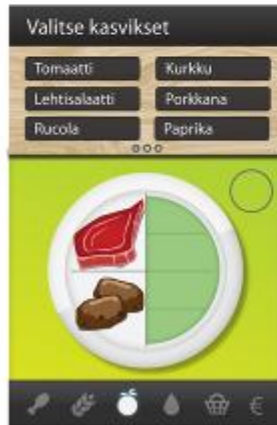 Valitse kasvikset
Tomaatti Kurkku
Lehtisalaatti Porkkana
Rucola Paprika
€